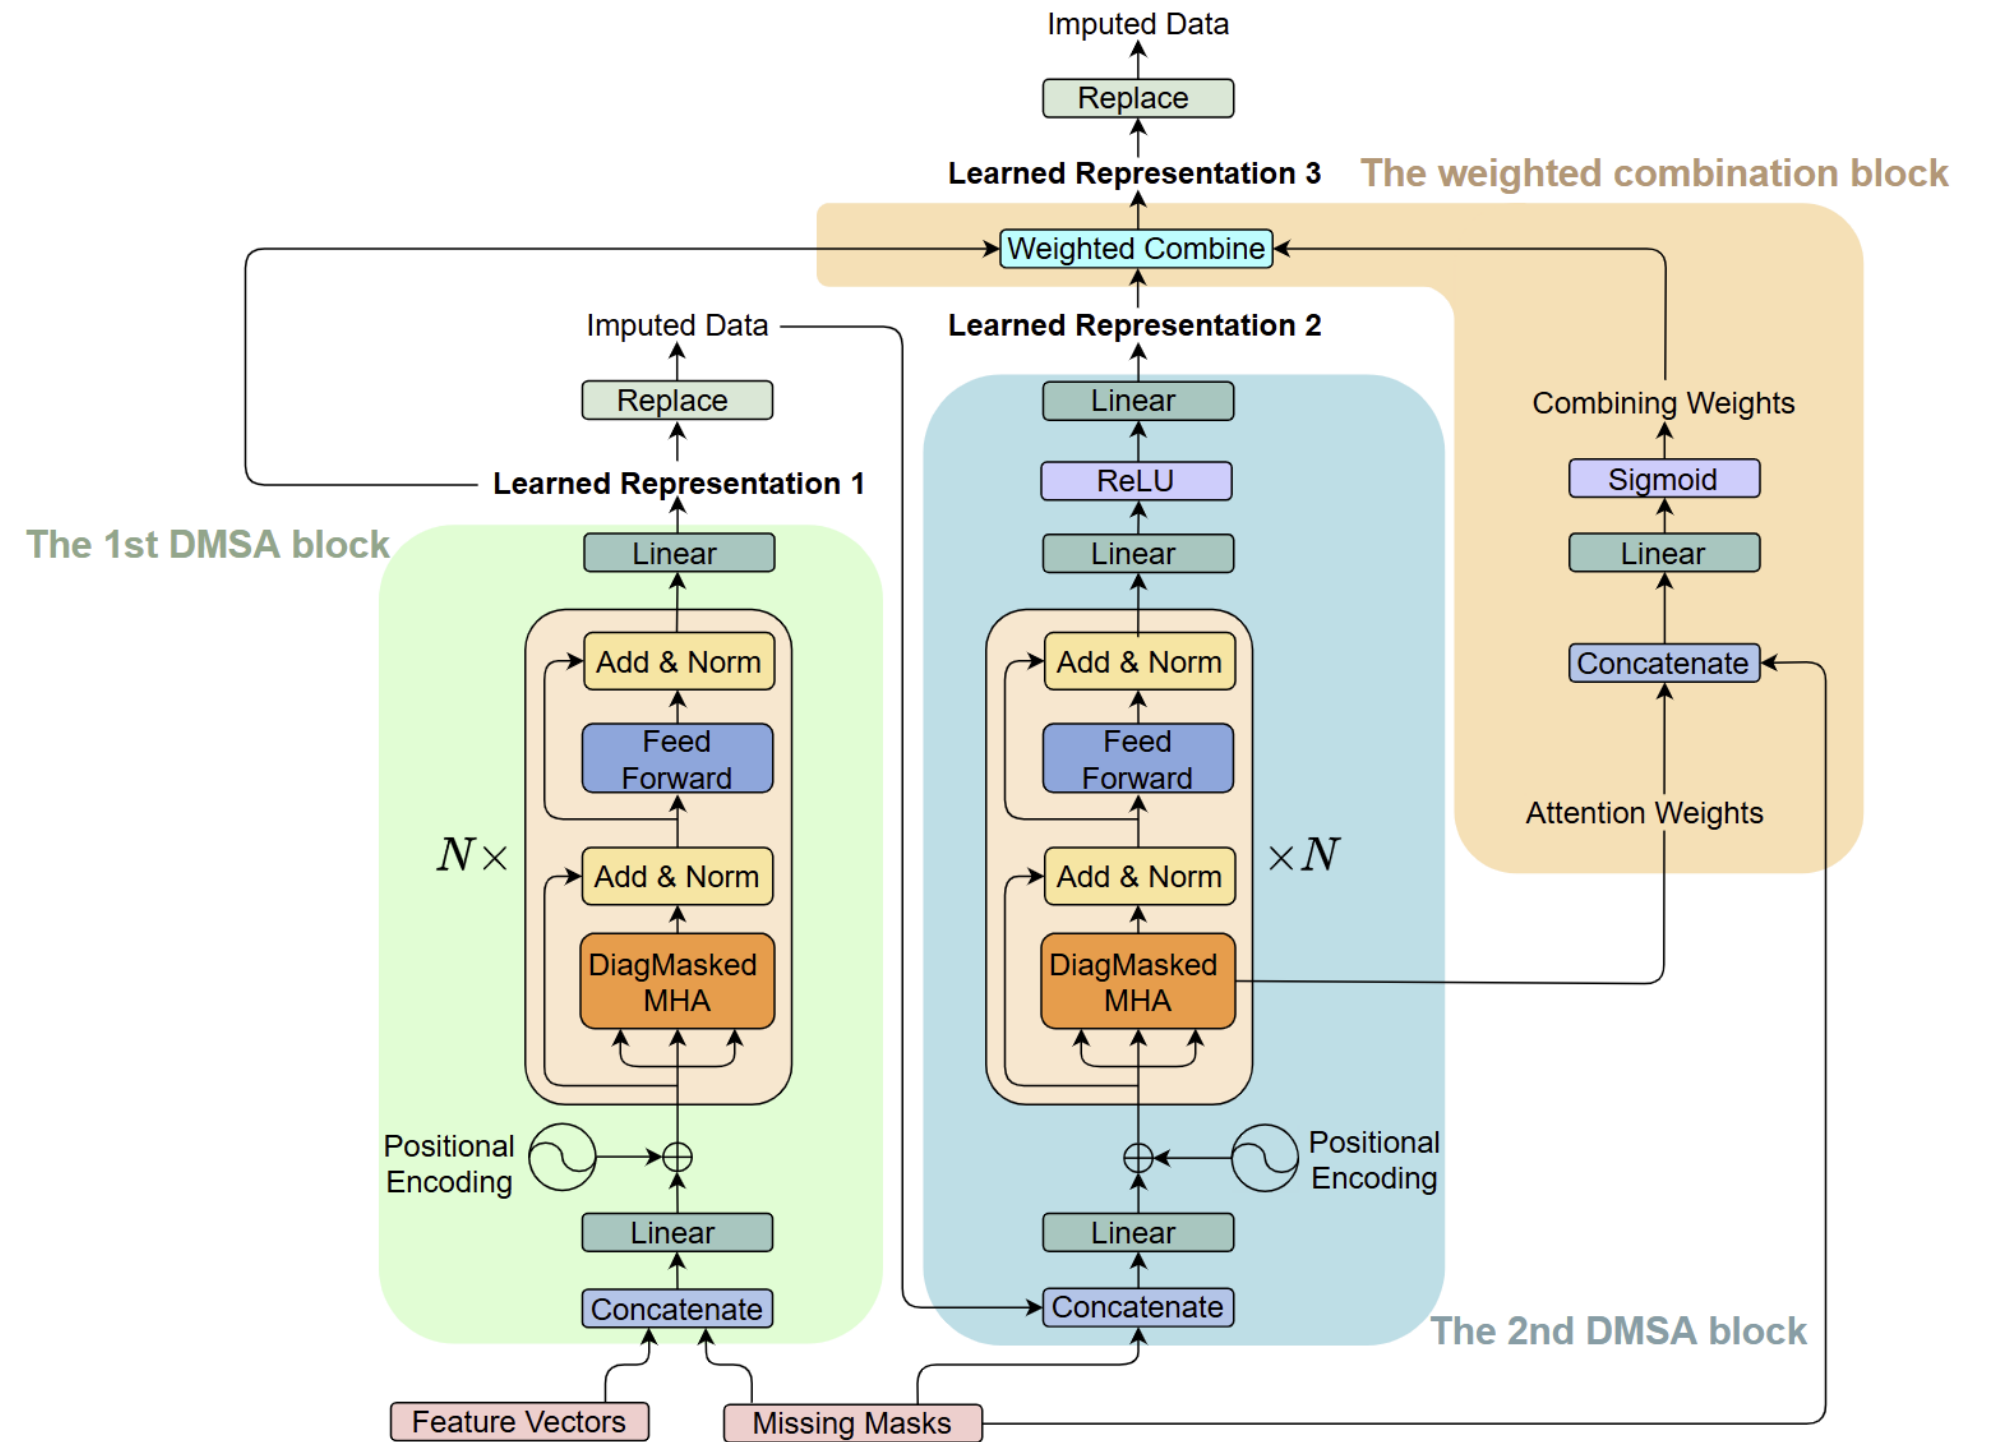 Imputed Data
Replace
Learned Representation 3
The weighted combination block
Weighted Combine
Imputed Data
Learned Representation 2
Replace
Linear
Combining Weights
Learned Representation 1
ReLU
Sigmoid
The 1st DMSA block
Linear
Linear
Linear
Add & Norm
Add & Norm
Concatenate
Feed
Forward
Feed
Forward
Attention Weights
N×
Add & Norm
Add & Norm
×N
DiagMasked
MHA
DiagMasked
MHA
Positional
Encoding
Positional
Encoding
Linear
Linear
Concatenate
Concatenate
The 2nd DMSA block
Feature Vectors
Missing Masks